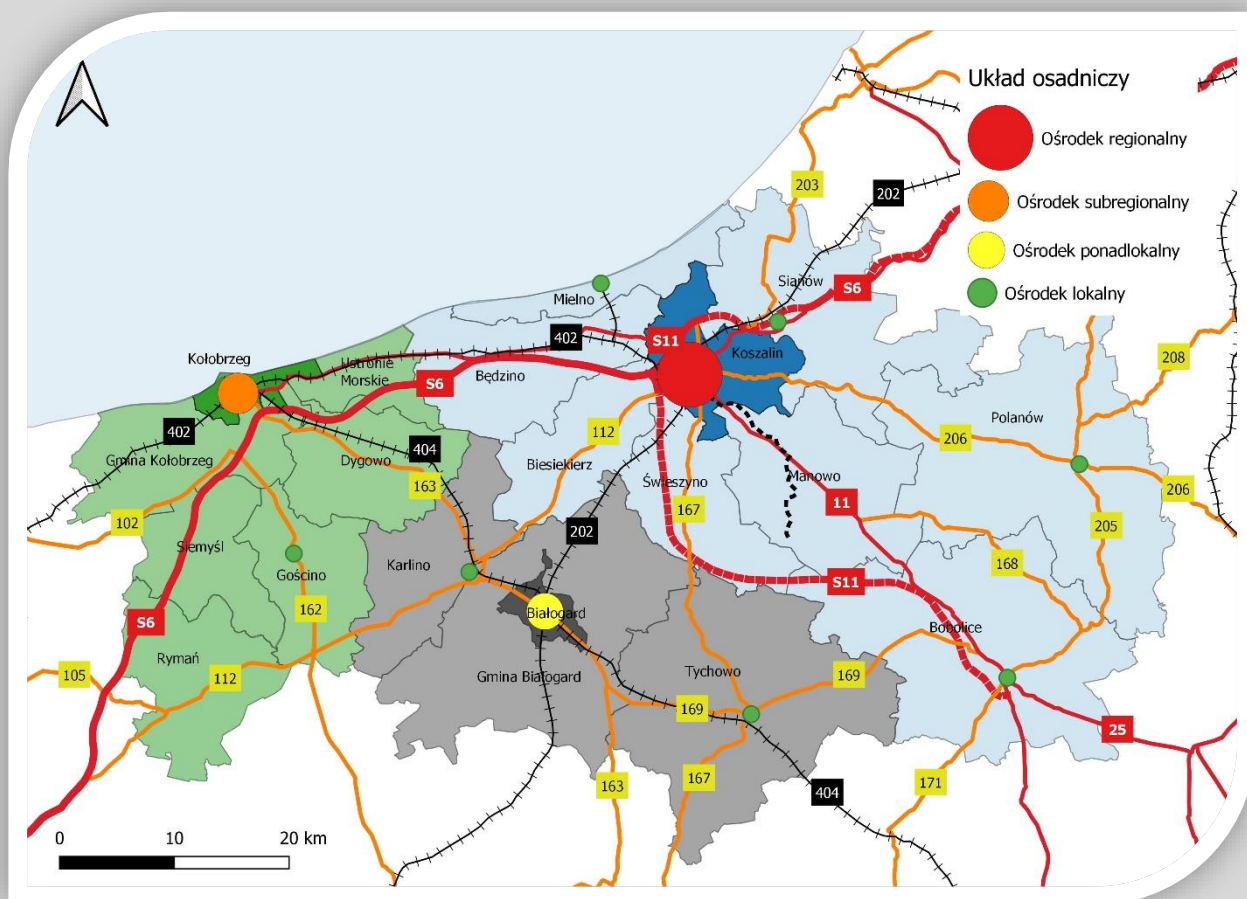 Układ osadniczy
Ośrodek regionalny
Ośrodek subregionalny
Ośrodek ponadlokalny
Ośrodek lokalny
203
202
Sianów
S6
Mielno
402
S11
Koszalin
Kołobrzeg
Ustronie
Morskie
S6
Będzino
208
Polanów
402
404
112
206
Gmina Kołobrzeg
Dygowo
Biesiekierz
163
Świeszyno
Manowo
206
167
11
102
202
205
Siemyśl
Gościno
Karlino
168
S11
162
S6
Białogard
Bobolice
Rymań
105
112
Gmina Białogard
Tychowo
169
169
25
167
163
404
171
0
10
20 km